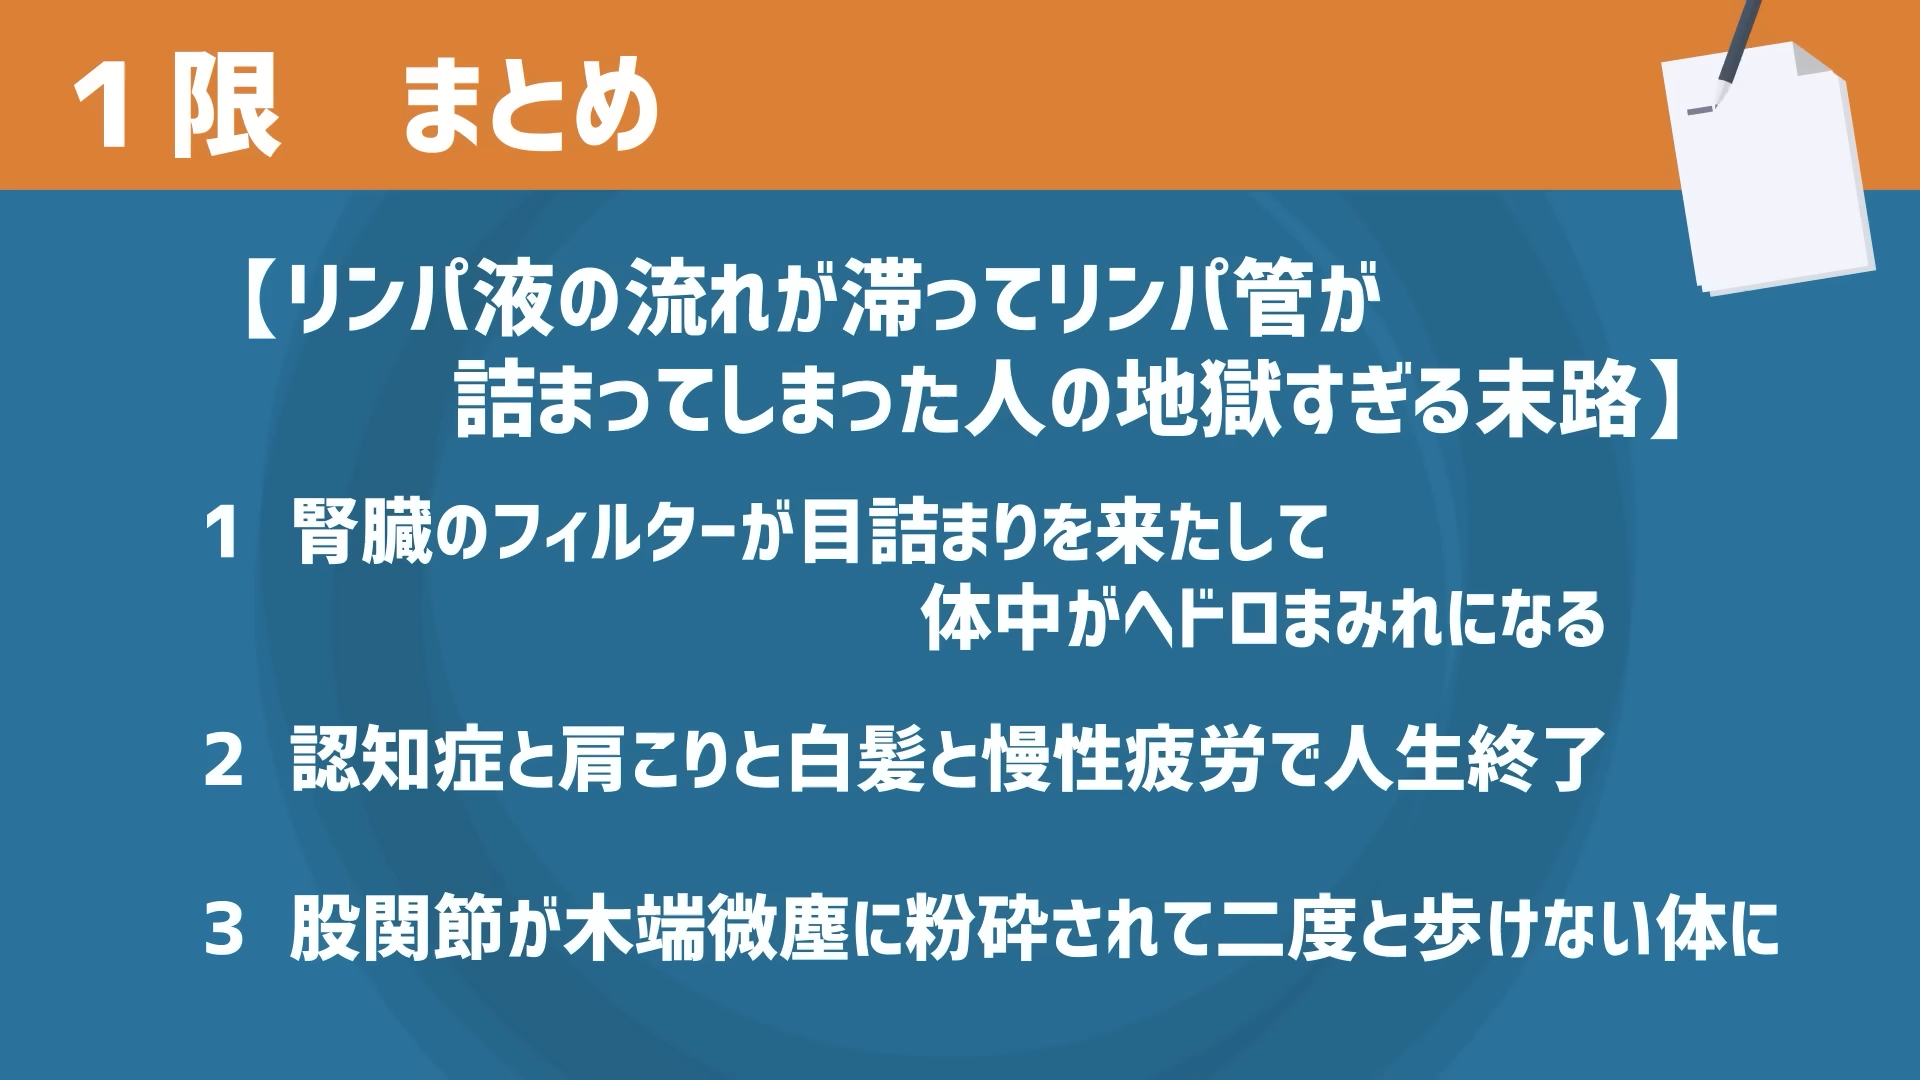 １限　まとめ
【リンパ液の流れが滞ってリンパ管が
詰まってしまった人の地獄すぎる末路】
1 腎臓のフィルターが目詰まりを来たして
体中がヘドロまみれになる
2 認知症と肩こりと白髪と慢性疲労で人生終了
3 股関節が木端微塵に粉砕されて二度と歩けない体に